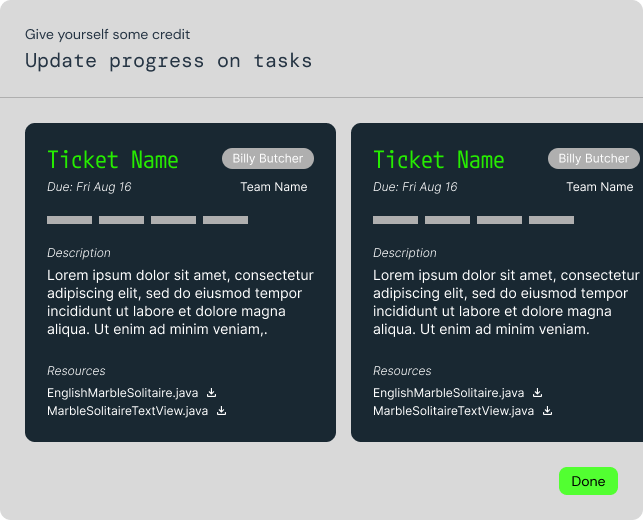 Give yourself some credit
Update progress on tasks
Ticket Name
Billy Butcher
Due: Fri Aug 16
Team Name
Description
Lorem ipsum dolor sit amet, consectetur
adipiscing elit, sed do eiusmod tempor
incididunt ut labore et dolore magna
aliqua. Ut enim ad minim veniam,.
Resources
EnglishMarbleSolitaire.java
MarbleSolitaireTextView.java
Ticket Name
Billy Butcher
Due: Fri Aug 16
Team Name
Description
Lorem ipsum dolor sit amet, consectetur
adipiscing elit, sed do eiusmod tempor
incididunt ut labore et dolore magna
aliqua. Ut enim ad minim veniam.
Resources
EnglishMarbleSolitaire.java
MarbleSolitaireTextView.java
Done